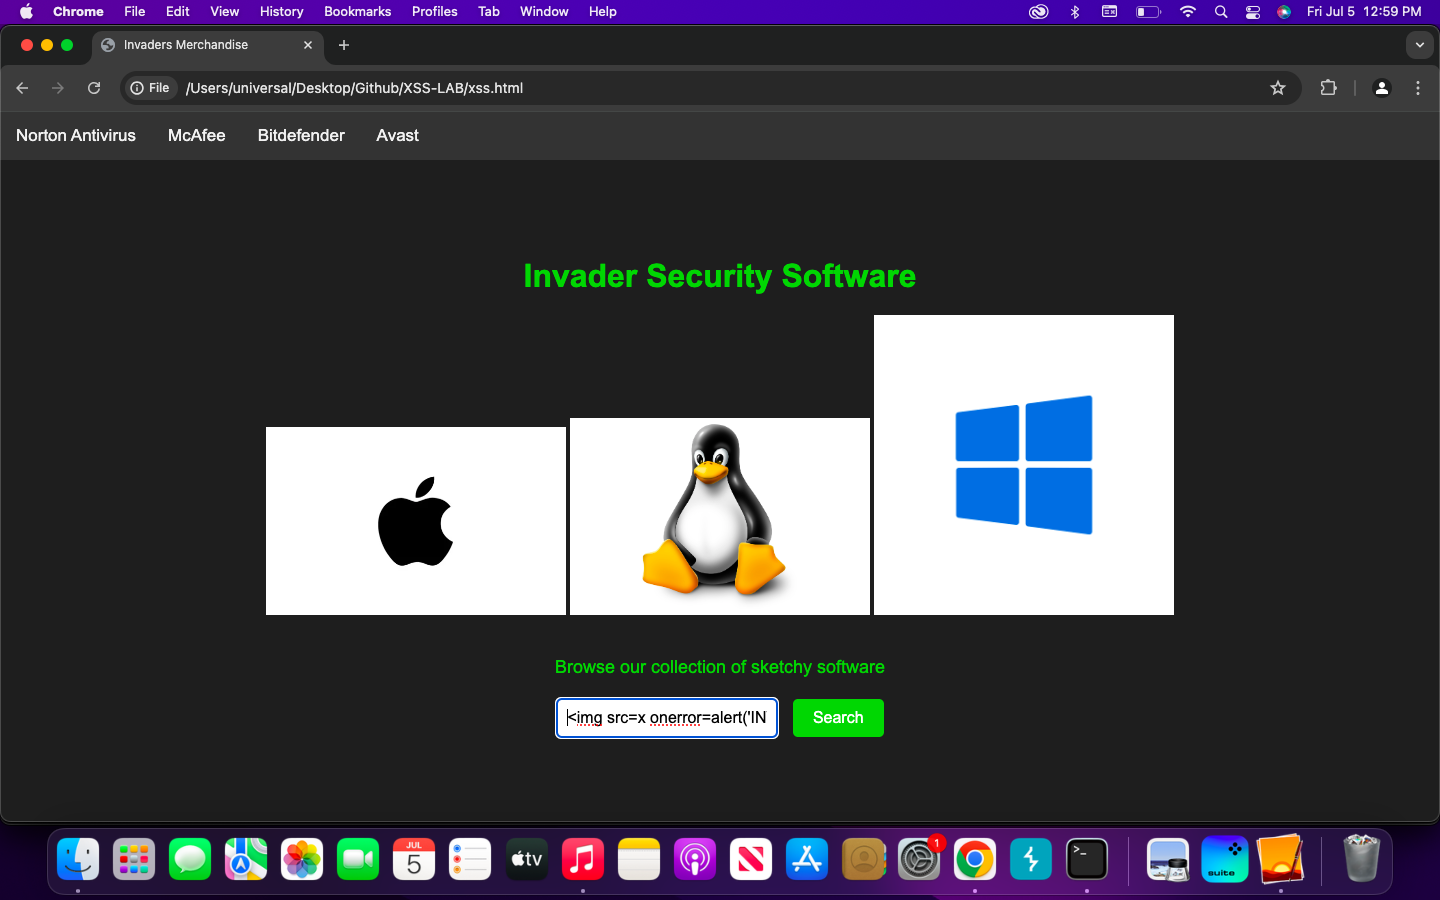 Chrome File Edit View History Bookmarks Profiles Tab Window Help Fri Jul 5 12:59 PM
Invaders Merchandise
File /Users/universal/Desktop/Github/XSS-LAB/xss.html
Norton Antivirus McAfee Bitdefender Avast
Invader Security Software
Browse our collection of sketchy software
<img src=x onerror=alert('IN Search
JUL
5
tv
1
>_
suite